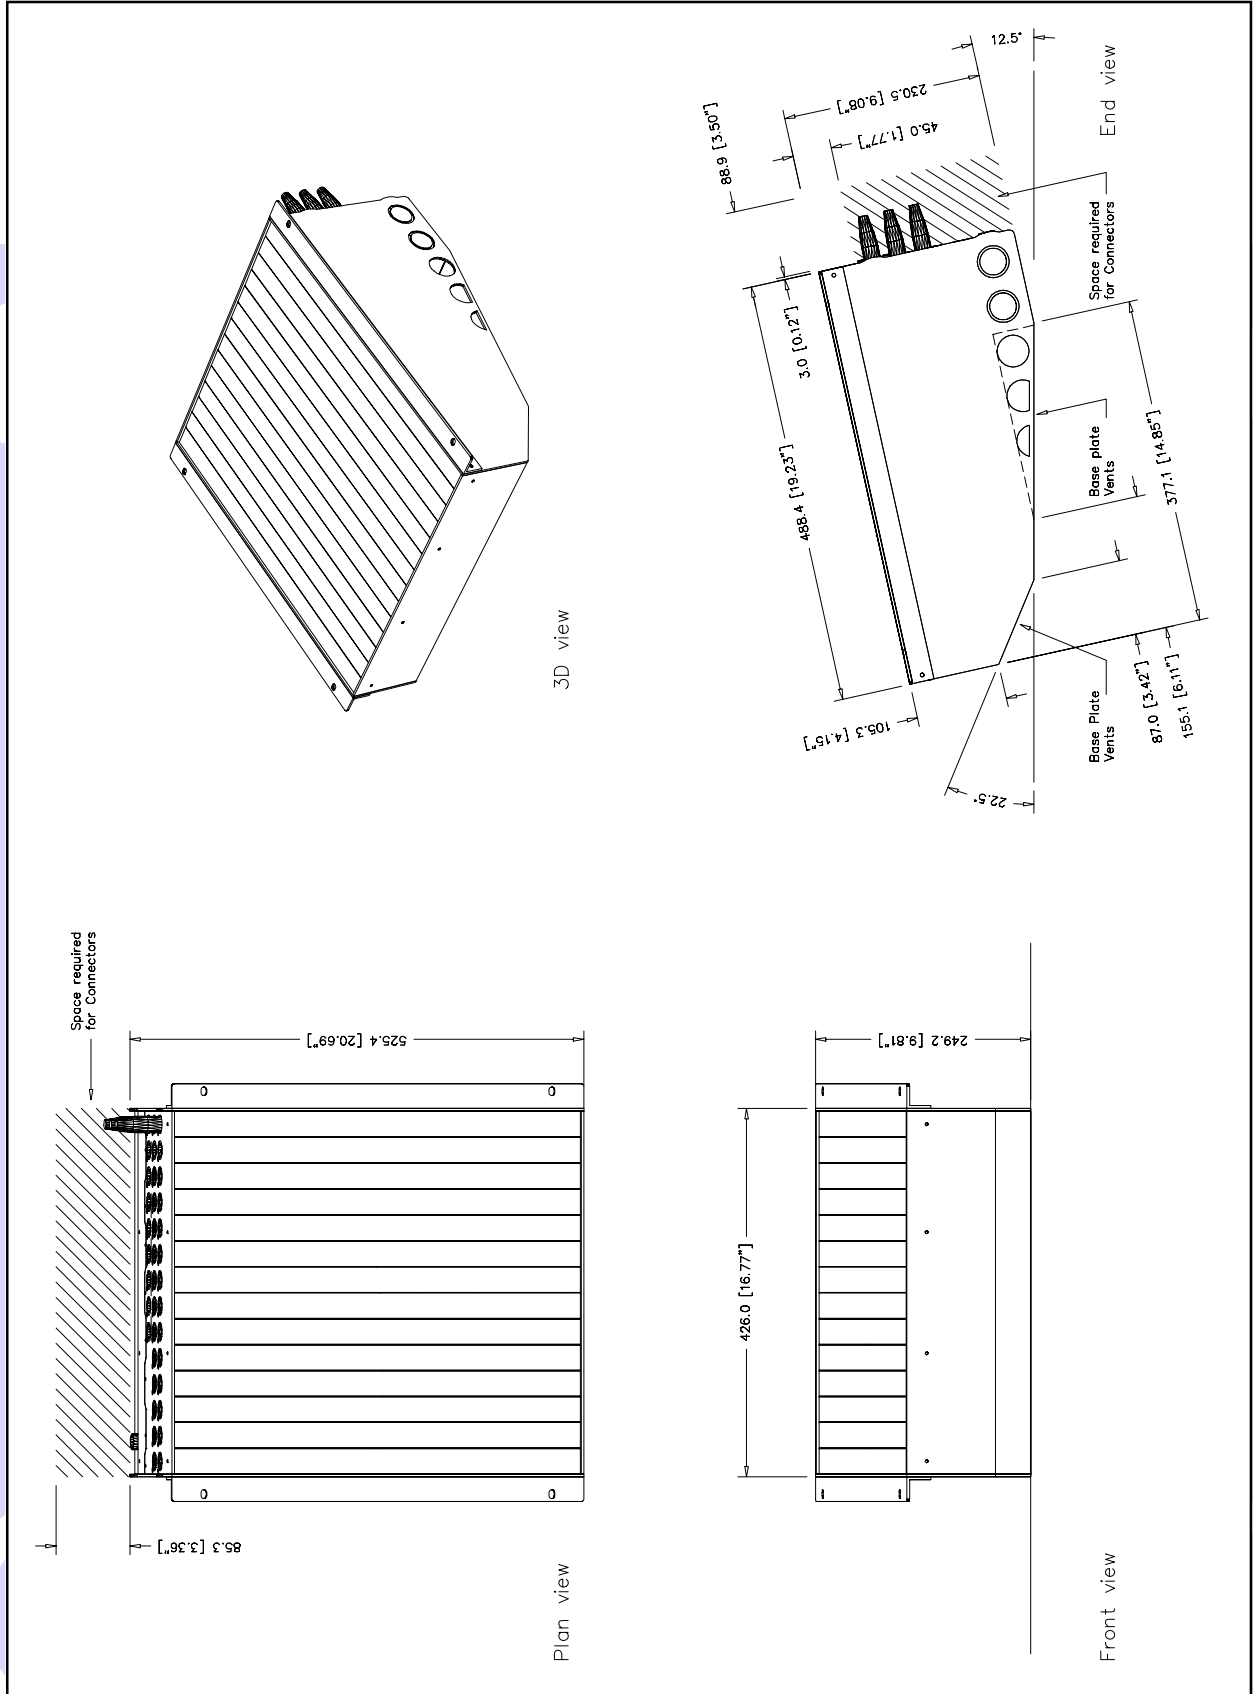 Space required
for Connectors
525.4 [20.69"]
85.3 [3.36"]
Plan view
3D view
426.0 [16.77"]
249.2 [9.81"]
Front view
12.5°
230.5 [9.08"]
45.0 [1.77"]
88.9 [3.50"]
3.0 [0.12"]
488.4 [19.23"]
105.3 [4.15"]
22.5°
Space required
for Connectors
Base plate
Vents
377.1 [14.85"]
Base Plate
Vents
87.0 [3.42"]
155.1 [6.11"]
End view